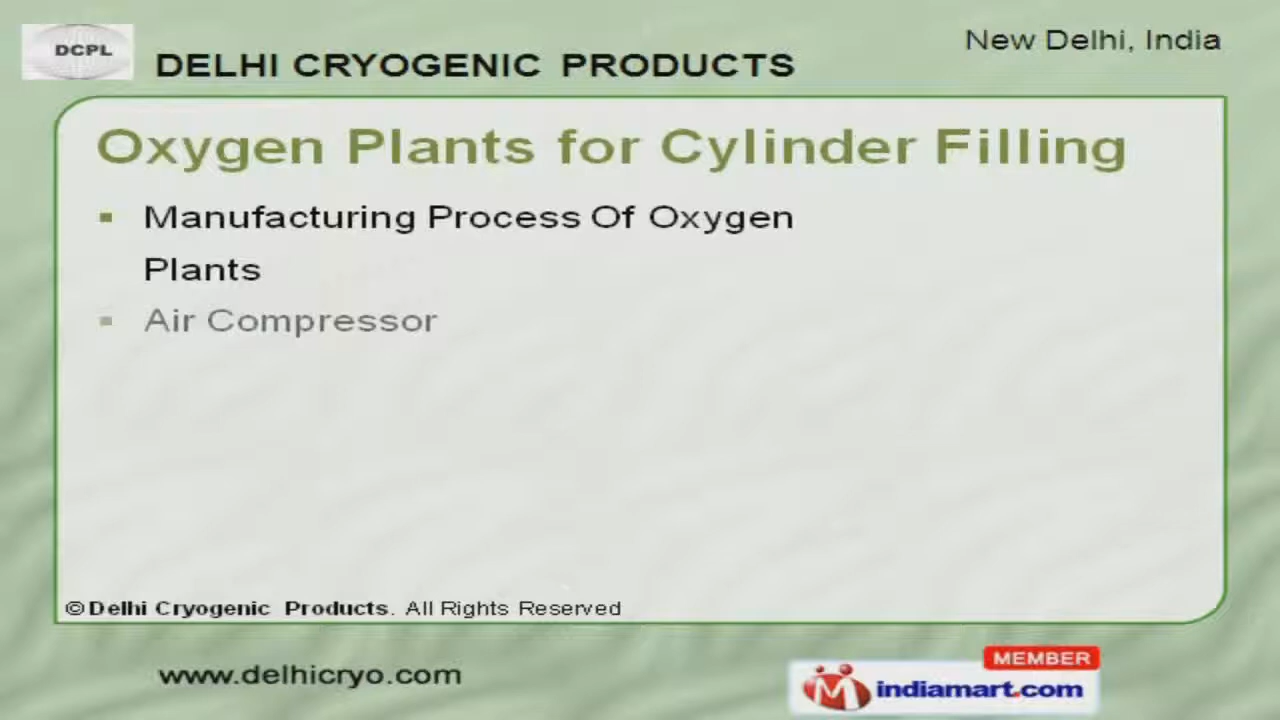 DCPL
DELHI CRYOGENIC PRODUCTS
New Delhi, India
Oxygen Plants for Cylinder Filling
▪ Manufacturing Process Of Oxygen
Plants
▪ Air Compressor
© Delhi Cryogenic Products. All Rights Reserved
www.delhicryo.com
MEMBER
indiamart.com